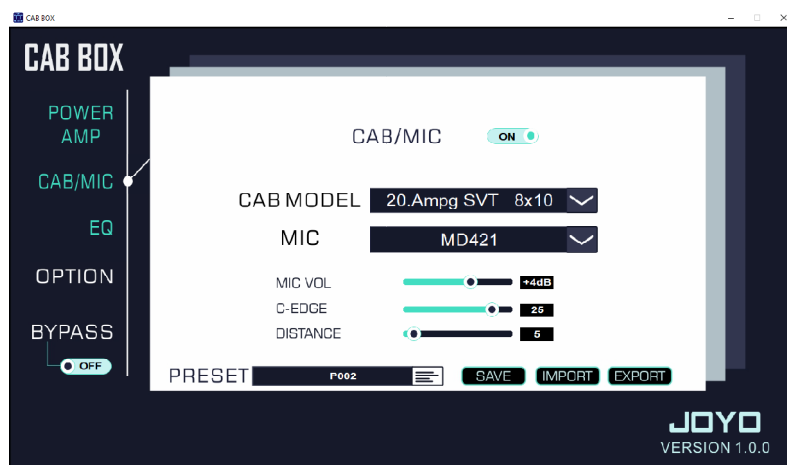 CAB BOX
CAB BOX
POWER
AMP
CAB/MIC
EQ
OPTION
BYPASS
OFF
CAB/MIC ON
CAB MODEL 20.Ampg SVT 8x10
MIC MD421
MIC VOL +4dB
C-EDGE 25
DISTANCE 5
PRESET P002 SAVE IMPORT EXPORT
JOYO
VERSION 1.0.0